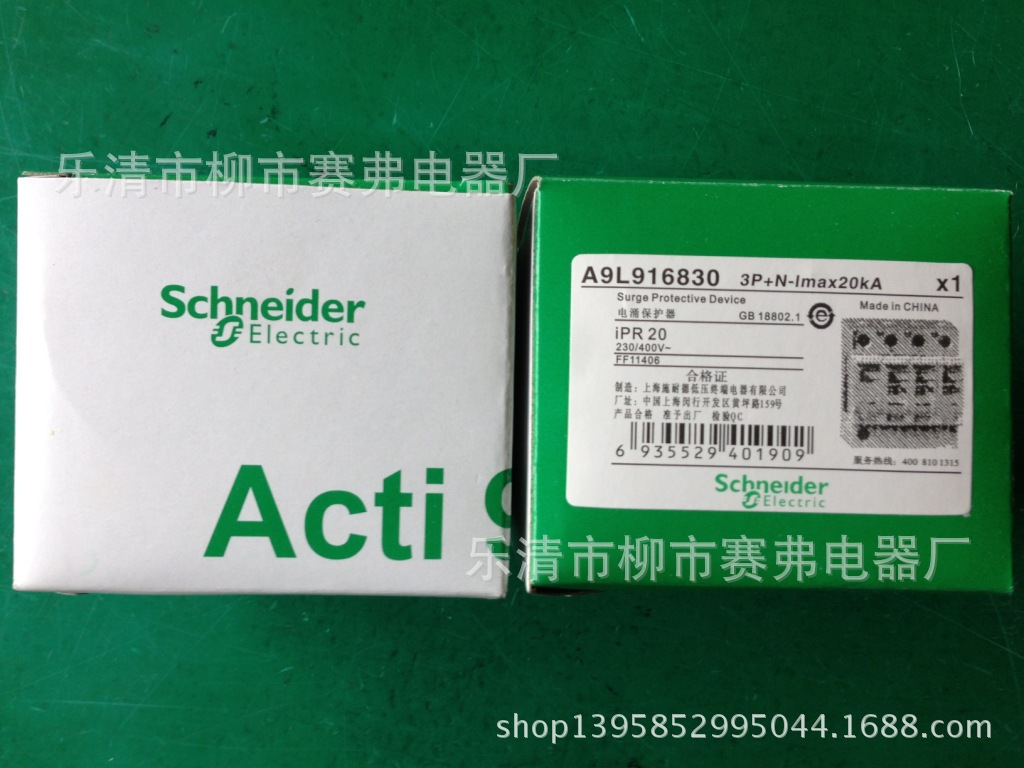 乐清市柳市赛弗电器厂
Schneider
Electric
Acti 9
A9L916830 3P+N-Imax20kA x1
Surge Protective Device
电涌保护器 GB 18802.1
Made in CHINA
iPR 20
230/400V~
FF11406
合格证
制造：上海施耐德低压终端电器有限公司
厂址：中国上海闵行开发区黄坪路159号
产品合格 准予出厂 检验QC
6 935529 401909
服务热线：400 810 1315
Schneider
Electric
乐清市柳市赛弗电器厂
shop1395852995044.1688.com